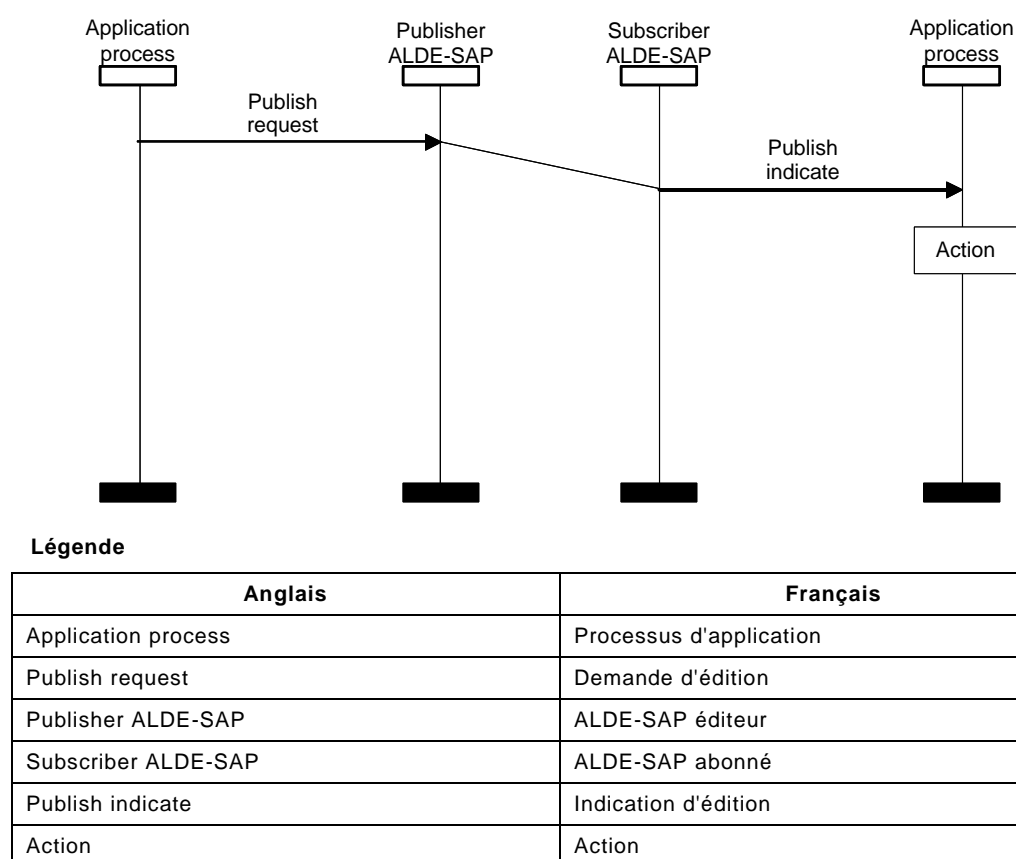 Application
process
Publisher
ALDE-SAP
Subscriber
ALDE-SAP
Application
process
Publish
request
Publish
indicate
Action
Légende
Anglais Français
Application process Processus d'application
Publish request Demande d'édition
Publisher ALDE-SAP ALDE-SAP éditeur
Subscriber ALDE-SAP ALDE-SAP abonné
Publish indicate Indication d'édition
Action Action